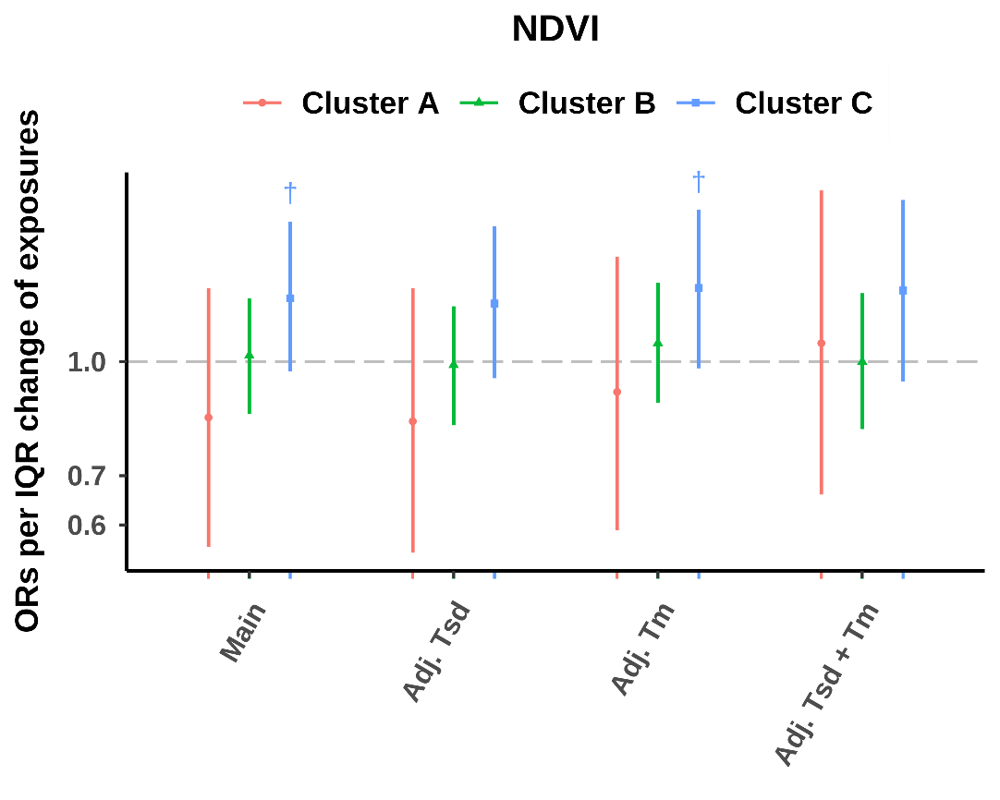 NDVI
Cluster A Cluster B Cluster C
ORs per IQR change of exposures
† †
1.0
0.7
0.6
Main Adj. Tsd Adj. Tm Adj. Tsd + Tm